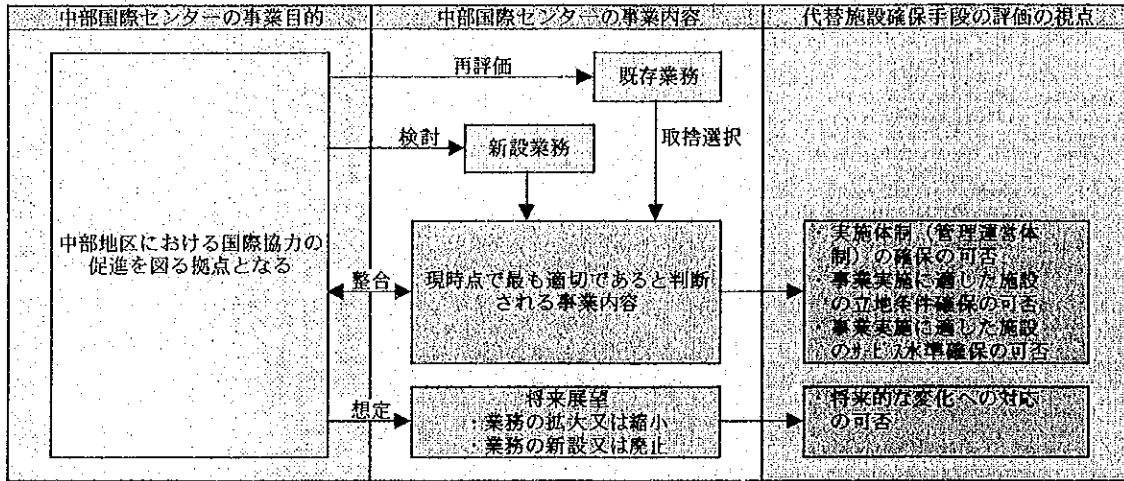 中部国際センターの事業目的
中部国際センターの事業内容
代替施設確保手段の評価の視点
再評価
既存業務
検討
新設業務
取捨選択
中部地区における国際協力の
促進を図る拠点となる
整合
現時点で最も適切であると判断
される事業内容
・実施体制（管理運営体
制）の確保の可否
・事業実施に適した施設
の立地条件確保の可否
・事業実施に適した施設
のサービス水準確保の可否
想定
将来展望
・業務の拡大又は縮小
・業務の新設又は廃止
・将来的な変化への対応
の可否